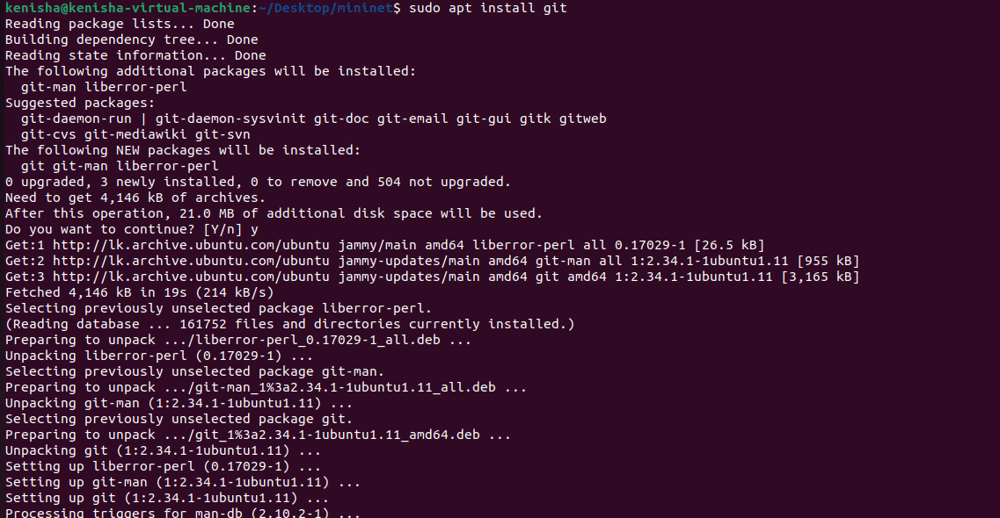 kenisha@kenisha-virtual-machine:~/Desktop/mininet$ sudo apt install git
Reading package lists... Done
Building dependency tree... Done
Reading state information... Done
The following additional packages will be installed:
  git-man liberror-perl
Suggested packages:
  git-daemon-run | git-daemon-sysvinit git-doc git-email git-gui gitk gitweb
  git-cvs git-mediawiki git-svn
The following NEW packages will be installed:
  git git-man liberror-perl
0 upgraded, 3 newly installed, 0 to remove and 504 not upgraded.
Need to get 4,146 kB of archives.
After this operation, 21.0 MB of additional disk space will be used.
Do you want to continue? [Y/n] y
Get:1 http://lk.archive.ubuntu.com/ubuntu jammy/main amd64 liberror-perl all 0.17029-1 [26.5 kB]
Get:2 http://lk.archive.ubuntu.com/ubuntu jammy-updates/main amd64 git-man all 1:2.34.1-1ubuntu1.11 [955 kB]
Get:3 http://lk.archive.ubuntu.com/ubuntu jammy-updates/main amd64 git amd64 1:2.34.1-1ubuntu1.11 [3,165 kB]
Fetched 4,146 kB in 19s (214 kB/s)
Selecting previously unselected package liberror-perl.
(Reading database ... 161752 files and directories currently installed.)
Preparing to unpack .../liberror-perl_0.17029-1_all.deb ...
Unpacking liberror-perl (0.17029-1) ...
Selecting previously unselected package git-man.
Preparing to unpack .../git-man_1%3a2.34.1-1ubuntu1.11_all.deb ...
Unpacking git-man (1:2.34.1-1ubuntu1.11) ...
Selecting previously unselected package git.
Preparing to unpack .../git_1%3a2.34.1-1ubuntu1.11_amd64.deb ...
Unpacking git (1:2.34.1-1ubuntu1.11) ...
Setting up liberror-perl (0.17029-1) ...
Setting up git-man (1:2.34.1-1ubuntu1.11) ...
Setting up git (1:2.34.1-1ubuntu1.11) ...
Processing triggers for man-db (2.10.2-1) ...